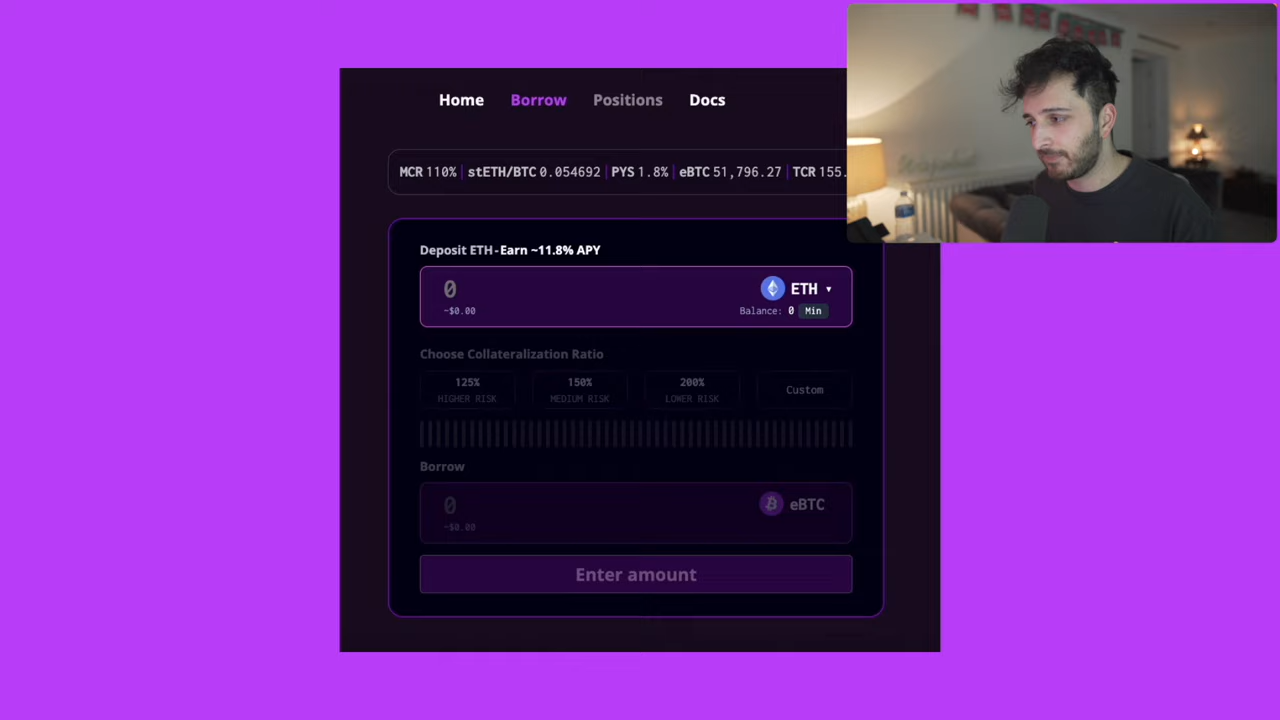 Home Borrow Positions Docs
MCR 110% | stETH/BTC 0.054692 | PYS 1.8% | eBTC 51,796.27 | TCR 155.
Deposit ETH - Earn ~11.8% APY
0 ETH ▾
~$0.00 Balance: 0 Min
Choose Collateralization Ratio
125% 150% 200% Custom
HIGHER RISK MEDIUM RISK LOWER RISK
Borrow
0 eBTC
~$0.00
Enter amount